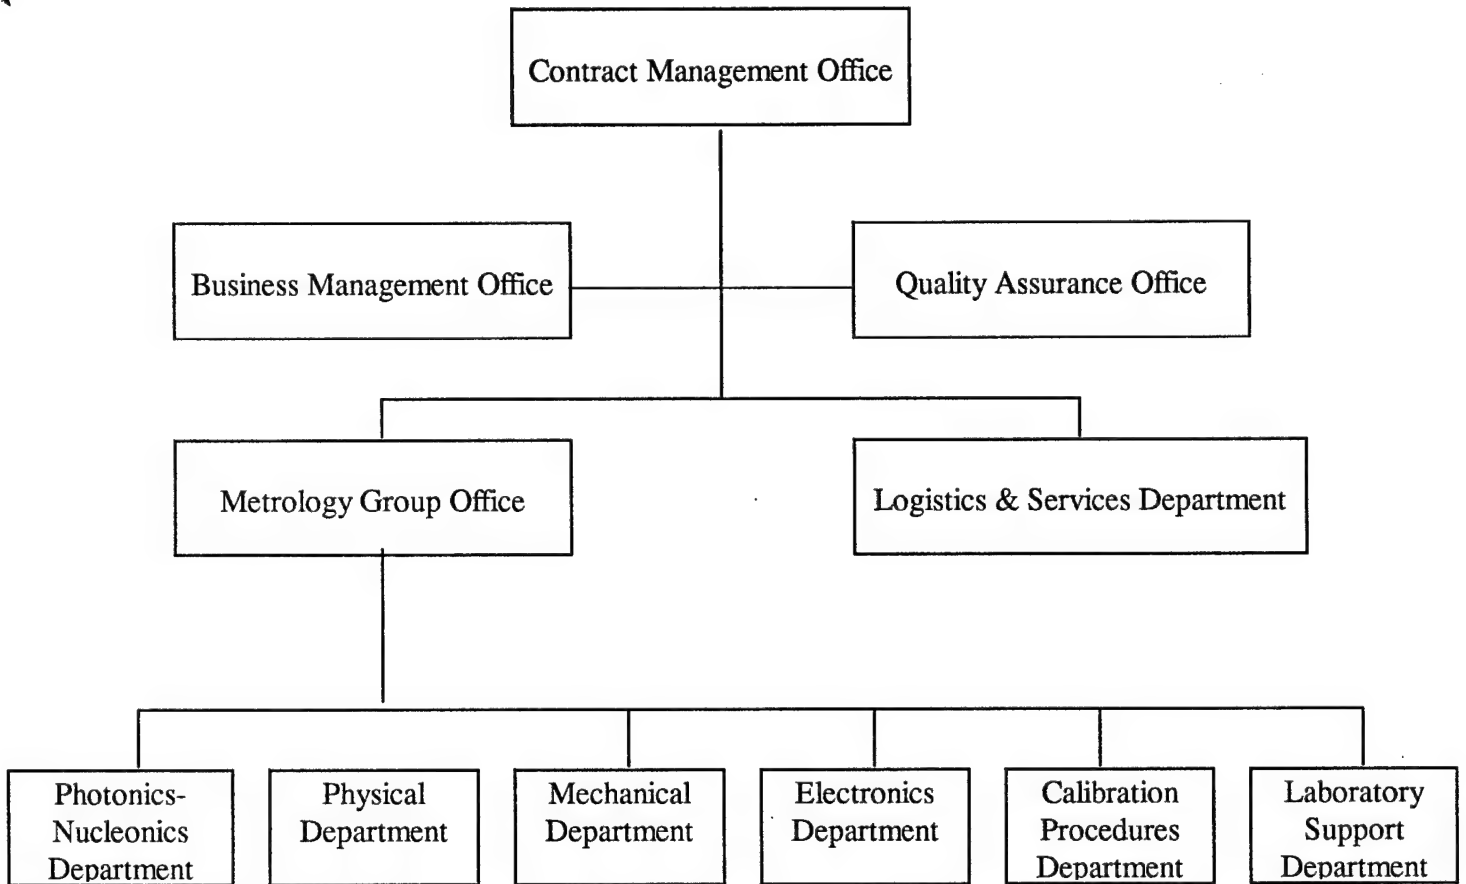 Contract Management Office
Business Management Office
Quality Assurance Office
Metrology Group Office
Logistics & Services Department
Photonics-
Nucleonics
Department
Physical
Department
Mechanical
Department
Electronics
Department
Calibration
Procedures
Department
Laboratory
Support
Department